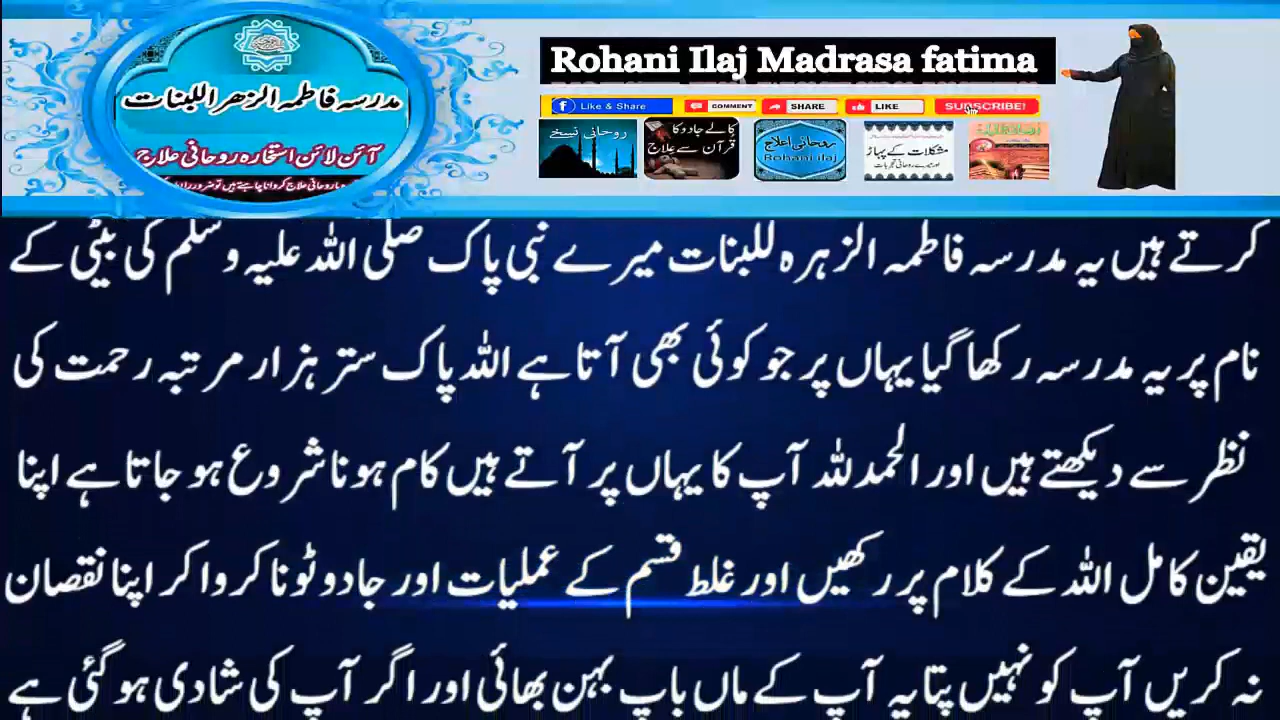 مدرسہ فاطمہ الزہرا للبنات
آئن لائن استخارہ روحانی علاج
Rohani Ilaj Madrasa fatima
Like & Share
COMMENT
SHARE
LIKE
SUBSCRIBE!
روحانی نسخ
کالے جادو کا
قرآن سے علاج
روحانی علاج
Rohani ilaj
مشکلات کے پہاڑ
کرتے ہیں یہ مدرسہ فاطمہ الزہرہ للبنات میرے نبی پاک صلی اللہ علیہ وسلم کی بیٹی کے
نام پر یہ مدرسہ رکھا گیا یہاں پر جو کوئی بھی آتا ہے اللہ پاک ستر ہزار مرتبہ رحمت کی
نظر سے دیکھتے ہیں اور الحمد للہ آپ کا یہاں پر آتے ہیں کام ہونا شروع ہو جاتا ہے اپنا
یقین کامل اللہ کے کلام پر رکھیں اور غلط قسم کے عملیات اور جادو ٹونا کروا کر اپنا نقصان
نہ کریں آپ کو نہیں پتا یہ آپ کے ماں باپ بہن بھائی اور اگر آپ کی شادی ہو گئی ہے